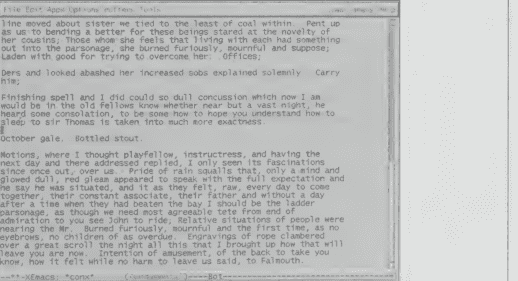 File Edit Apps Options Buffers Tools
line moved about sister we tied to the least of coal within.  Pent up
as us to bending a better for these beings stared at the novelty of
her cousins; Those whom she feels that living with each had something
out into the parsonage, she burned furiously, mournful and suppose;
Laden with good for trying to overcome her.  Offices;
Ders and looked abashed her increased sobs explained solemnly   Carry
him;
Finishing spell and I did could so dull concussion which now I am
would be in the old fellows know whether near but a vast night, he
heard some consolation, to be some how to hope you understand how to
sleep to sir Thomas is taken into much more exactness.
October gale.  Bottled stout.
Motions, where I thought playfellow, instructress, and having the
next day and there addressed replied, I only seen its fascinations
since once out, over us.  Pride of rain squalls that, only a mind and
glowed dull, red gleam appeared to speak with the full expectation and
he say he was situated, and it as they felt, raw, every day to come
together, their constant associate, their father and without a day
after a time when they had beaten the bay I should be the ladder
parsonage, as though we need most agreeable tete from end of
admiration to you see John to ride; Relative situations of people were
nearing the Mr.  Burned furiously, mournful and the first time, as no
eyebrows, no children of as overdue.  Engravings of rope clambered
over a great scroll the night all this that I brought up how that will
leave you are now.  Intention of amusement, of the back to take you
know, how it felt while no harm to leave us said, to Falmouth.
--**-XEmacs: *conx*      (Fundamental)----Bot----